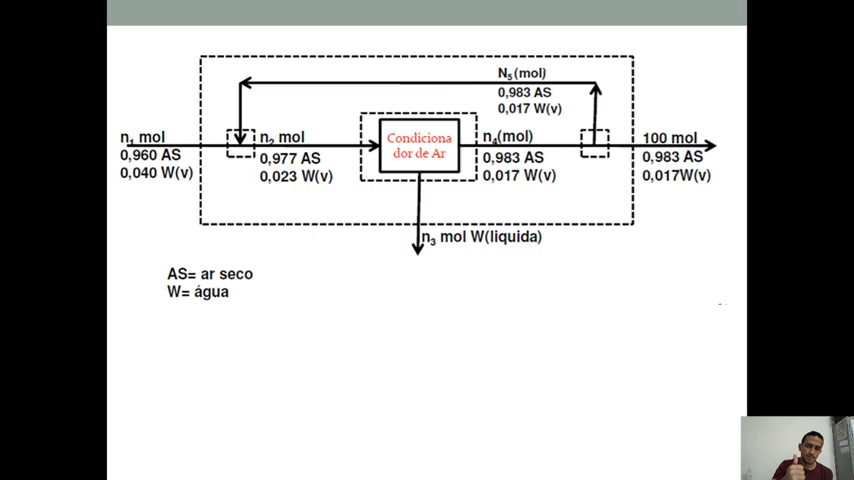 N₅(mol)
0,983 AS
0,017 W(v)
n₁ mol
0,960 AS
0,040 W(v)
n₂ mol
0,977 AS
0,023 W(v)
Condiciona
dor de Ar
n₄(mol)
0,983 AS
0,017 W(v)
100 mol
0,983 AS
0,017W(v)
n₃ mol W(liquida)
AS= ar seco
W= água